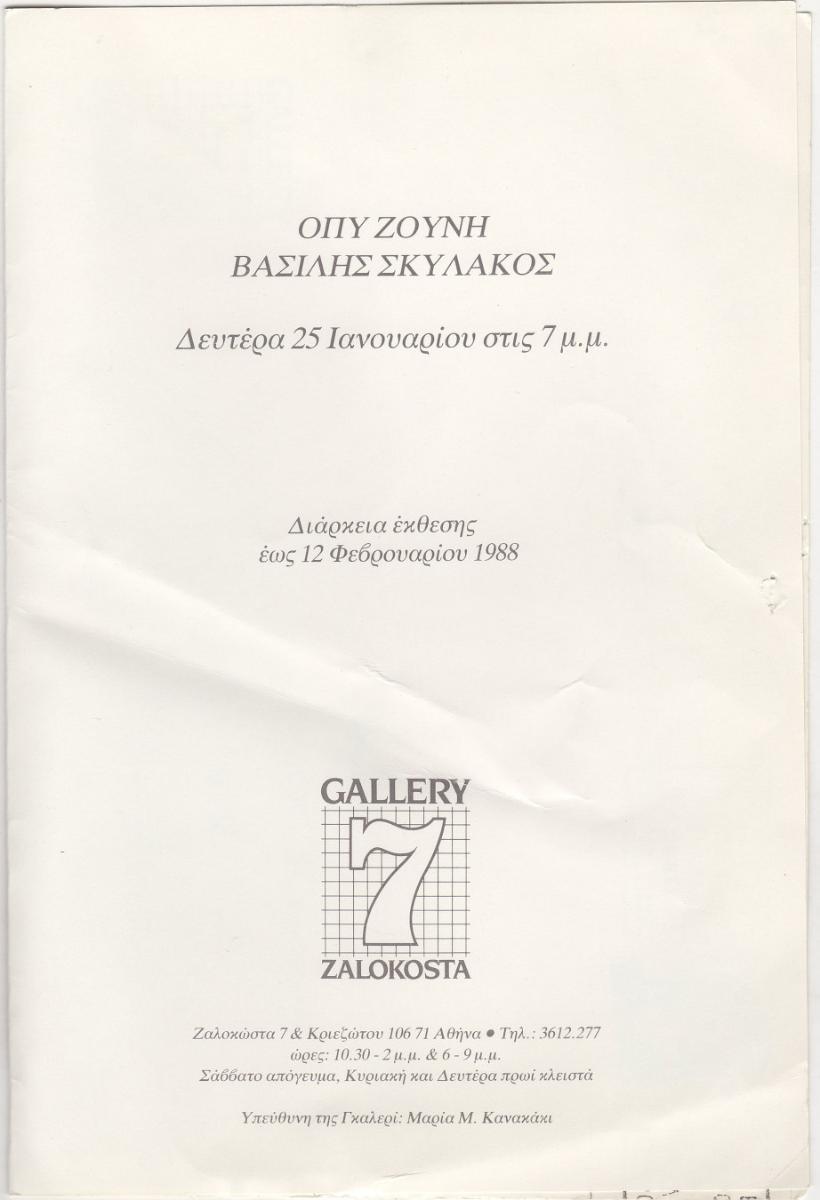 ΟΠΥ ΖΟΥΝΗ
ΒΑΣΙΛΗΣ ΣΚΥΛΑΚΟΣ
Δευτέρα 25 Ιανουαρίου στις 7 μ.μ.
Διάρκεια έκθεσης
έως 12 Φεβρουαρίου 1988
GALLERY
7
ZALOKOSTA
Ζαλοκώστα 7 & Κριεζώτου 106 71 Αθήνα • Τηλ.: 3612.277
ώρες: 10.30 - 2 μ.μ. & 6 - 9 μ.μ.
Σάββατο απόγευμα, Κυριακή και Δευτέρα πρωί κλειστά
Υπεύθυνη της Γκαλερί: Μαρία Μ. Κανακάκι